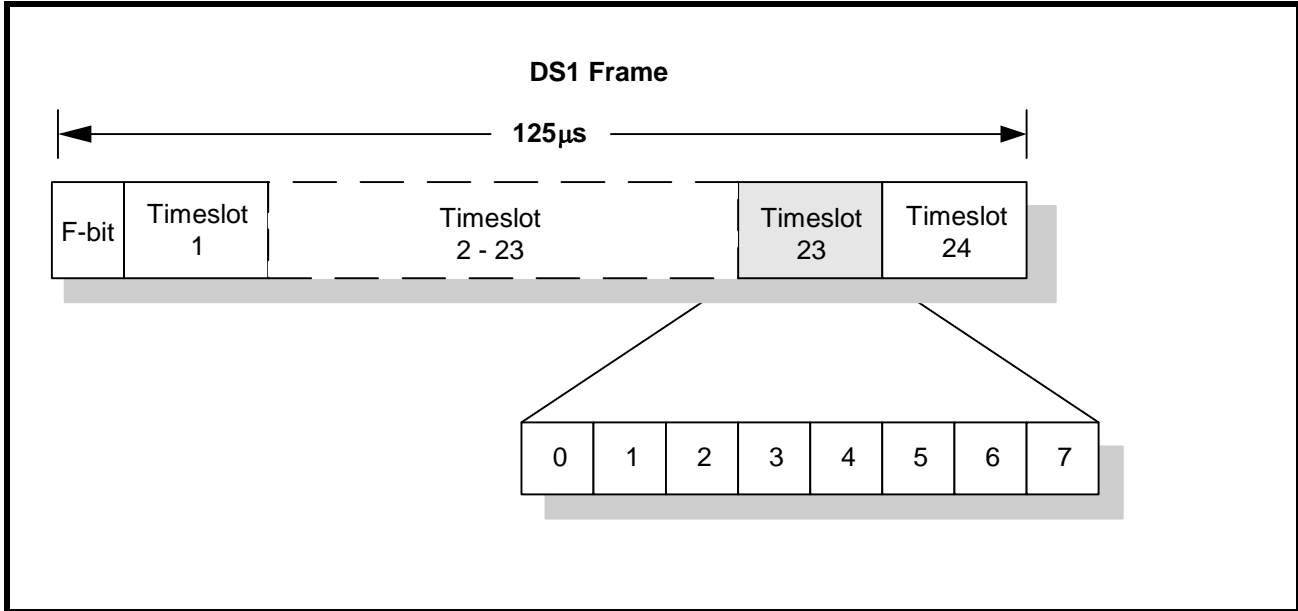 DS1 Frame
125μs
F-bit
Timeslot
1
Timeslot
2 - 23
Timeslot
23
Timeslot
24
0 1 2 3 4 5 6 7